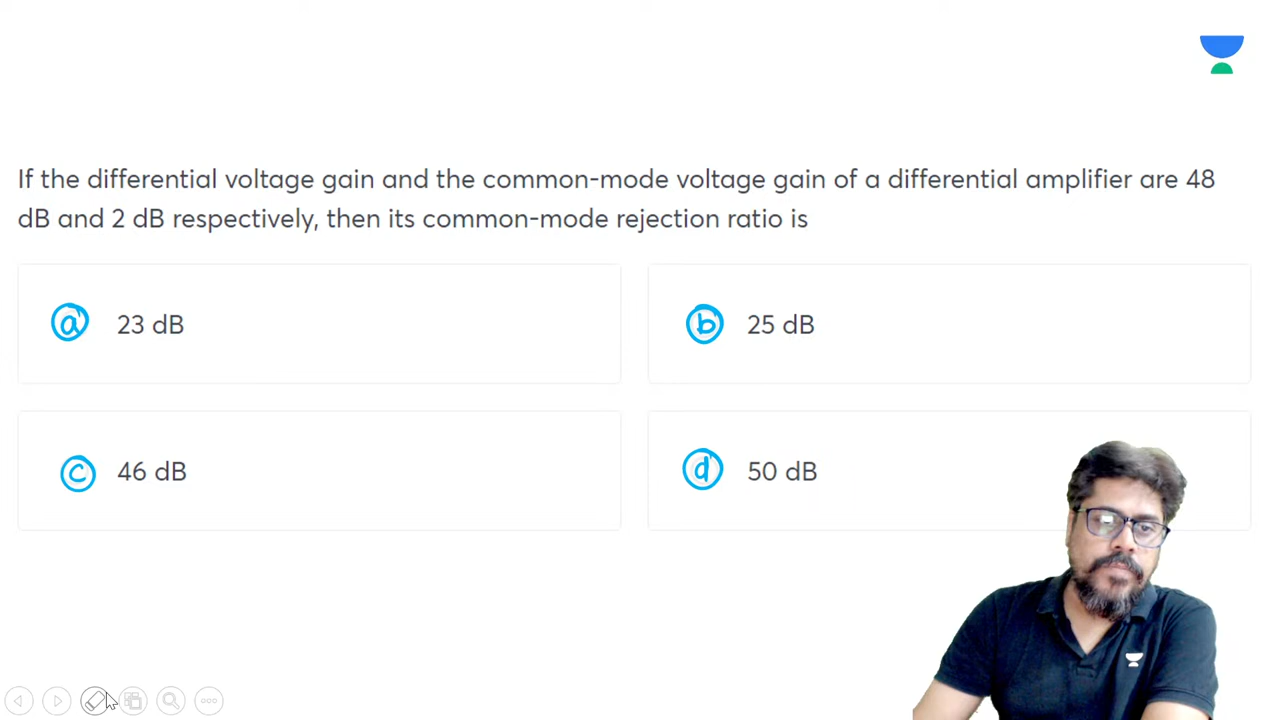 If the differential voltage gain and the common-mode voltage gain of a differential amplifier are 48
dB and 2 dB respectively, then its common-mode rejection ratio is
a 23 dB
b 25 dB
c 46 dB
d 50 dB